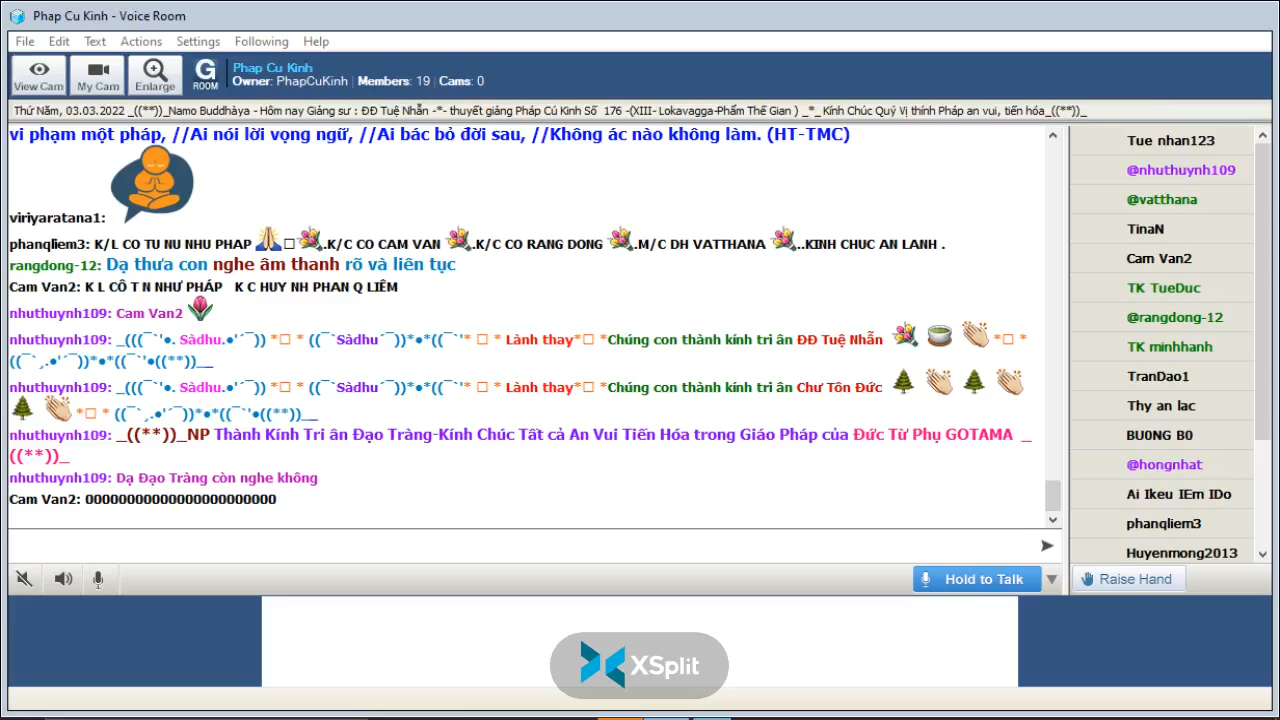 Phap Cu Kinh - Voice Room
File Edit Text Actions Settings Following Help
View Cam My Cam Enlarge G ROOM
Phap Cu Kinh
Owner: PhapCuKinh | Members: 19 | Cams: 0
Thứ Năm, 03.03.2022 _((**))_Namo Buddhàya - Hôm nay Giảng sư : ĐĐ Tuệ Nhẫn -*- thuyết giảng Pháp Cú Kinh Số 176 -(XIII- Lokavagga-Phẩm Thế Gian ) _*_ Kính Chúc Quý Vị thính Pháp an vui, tiến hóa_((**))_
vi phạm một pháp, //Ai nói lời vọng ngữ, //Ai bác bỏ đời sau, //Không ác nào không làm. (HT-TMC)
viriyaratana1:
phanqliem3: K/L CO TU NU NHU PHAP 🙏□💐.K/C CO CAM VAN 💐.K/C CO RANG DONG 💐.M/C DH VATTHANA 💐..KINH CHUC AN LANH .
rangdong-12: Dạ thưa con nghe âm thanh rõ và liên tục
Cam Van2: K L CÔ T N NHƯ PHÁP K C HUY NH PHAN Q LIÊM
nhuthuynh109: Cam Van2 🌷
nhuthuynh109: _(((¯`'●. Sàdhu.●'´¯)) *□ * ((¯`Sàdhu´¯))*●*((¯`'* □ * Lành thay*□ *Chúng con thành kính tri ân ĐĐ Tuệ Nhẫn 💐 🍵 👏 *□ *
((¯`¸.●'´¯))*●*((¯`'●((**))__
nhuthuynh109: _(((¯`'●. Sàdhu.●'´¯)) *□ * ((¯`Sàdhu´¯))*●*((¯`'* □ * Lành thay*□ *Chúng con thành kính tri ân Chư Tôn Đức 🌲 👏 🌲 👏
🌲 👏 *□ * ((¯`¸.●'´¯))*●*((¯`'●((**))__
nhuthuynh109: _((**))_NP Thành Kính Tri ân Đạo Tràng-Kính Chúc Tất cả An Vui Tiến Hóa trong Giáo Pháp của Đức Từ Phụ GOTAMA _
((**))_
nhuthuynh109: Dạ Đạo Tràng còn nghe không
Cam Van2: 00000000000000000000000
Hold to Talk
Tue nhan123
@nhuthuynh109
@vatthana
TinaN
Cam Van2
TK TueDuc
@rangdong-12
TK minhhanh
TranDao1
Thy an lac
BU0NG B0
@hongnhat
Ai Ikeu IEm IDo
phanqliem3
Huyenmong2013
Raise Hand
XSplit